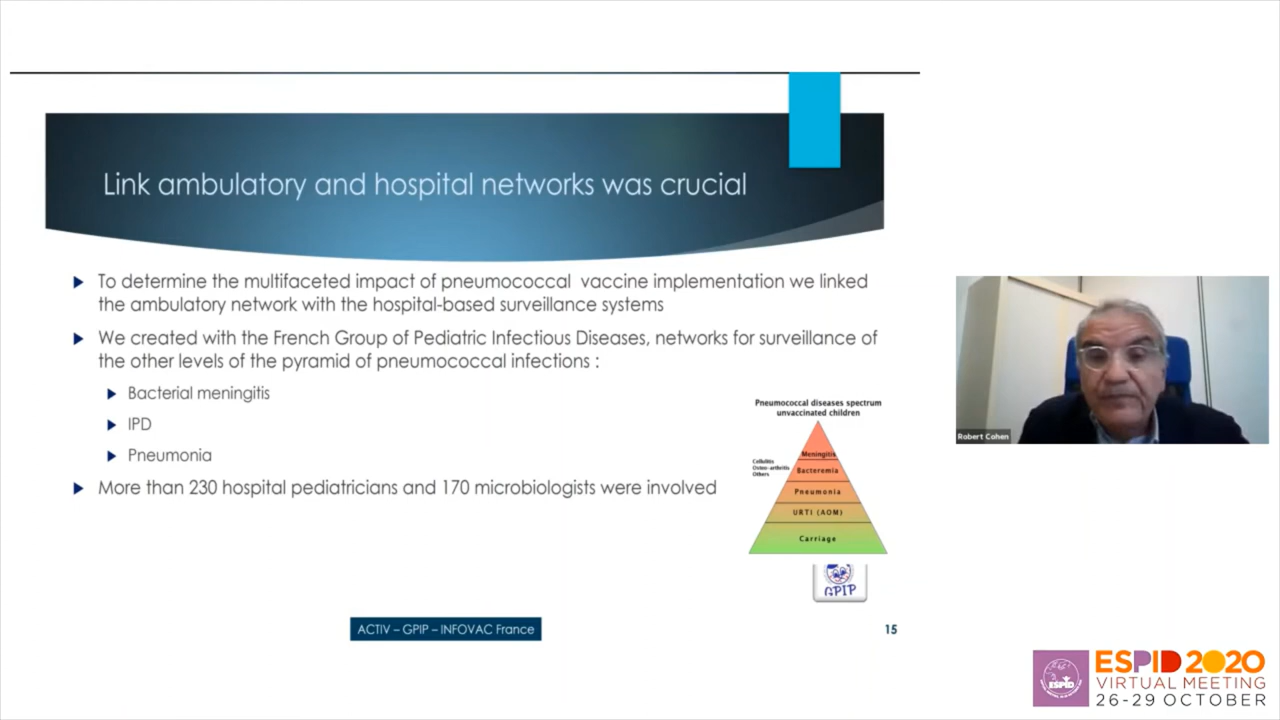 Link ambulatory and hospital networks was crucial
To determine the multifaceted impact of pneumococcal vaccine implementation we linked
the ambulatory network with the hospital-based surveillance systems
We created with the French Group of Pediatric Infectious Diseases, networks for surveillance of
the other levels of the pyramid of pneumococcal infections :
Bacterial meningitis
IPD
Pneumonia
More than 230 hospital pediatricians and 170 microbiologists were involved
Pneumococcal diseases spectrum
unvaccinated children
Cellulitis
Osteo-arthritis
Others
Meningitis
Bacteremia
Pneumonia
URTI (AOM)
Carriage
GPIP
ACTIV – GPIP – INFOVAC France
15
Robert Cohen
ESPID
ESPID 2020
VIRTUAL MEETING
26-29 OCTOBER